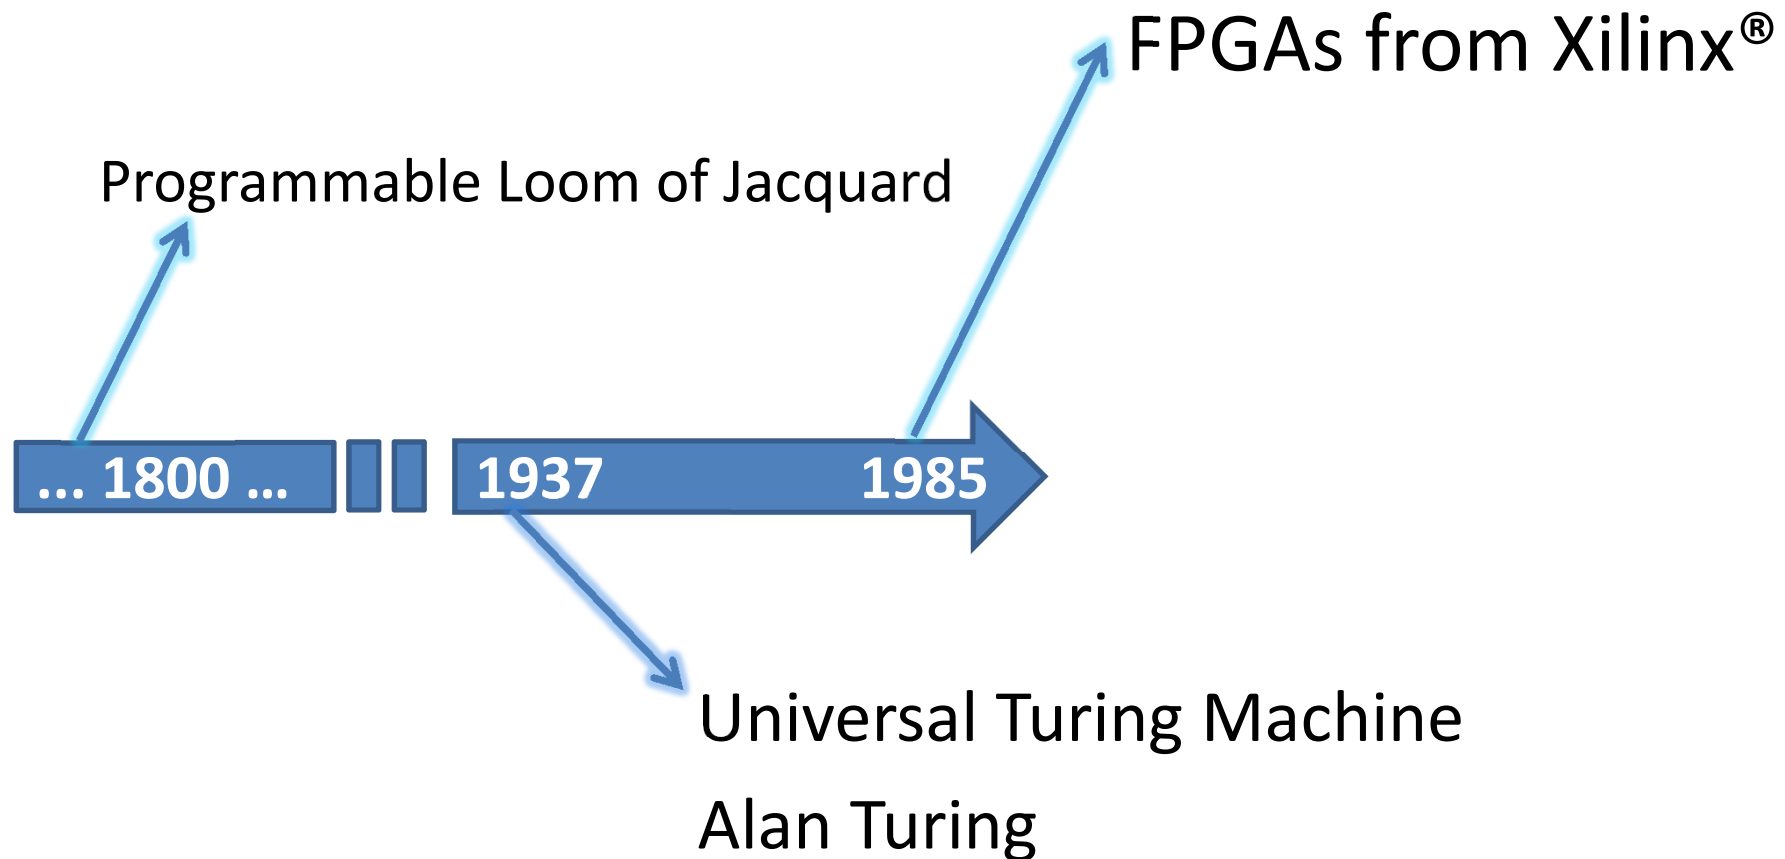 FPGAs from Xilinx®
Programmable Loom of Jacquard
... 1800 ...
1937
1985
Universal Turing Machine
Alan Turing